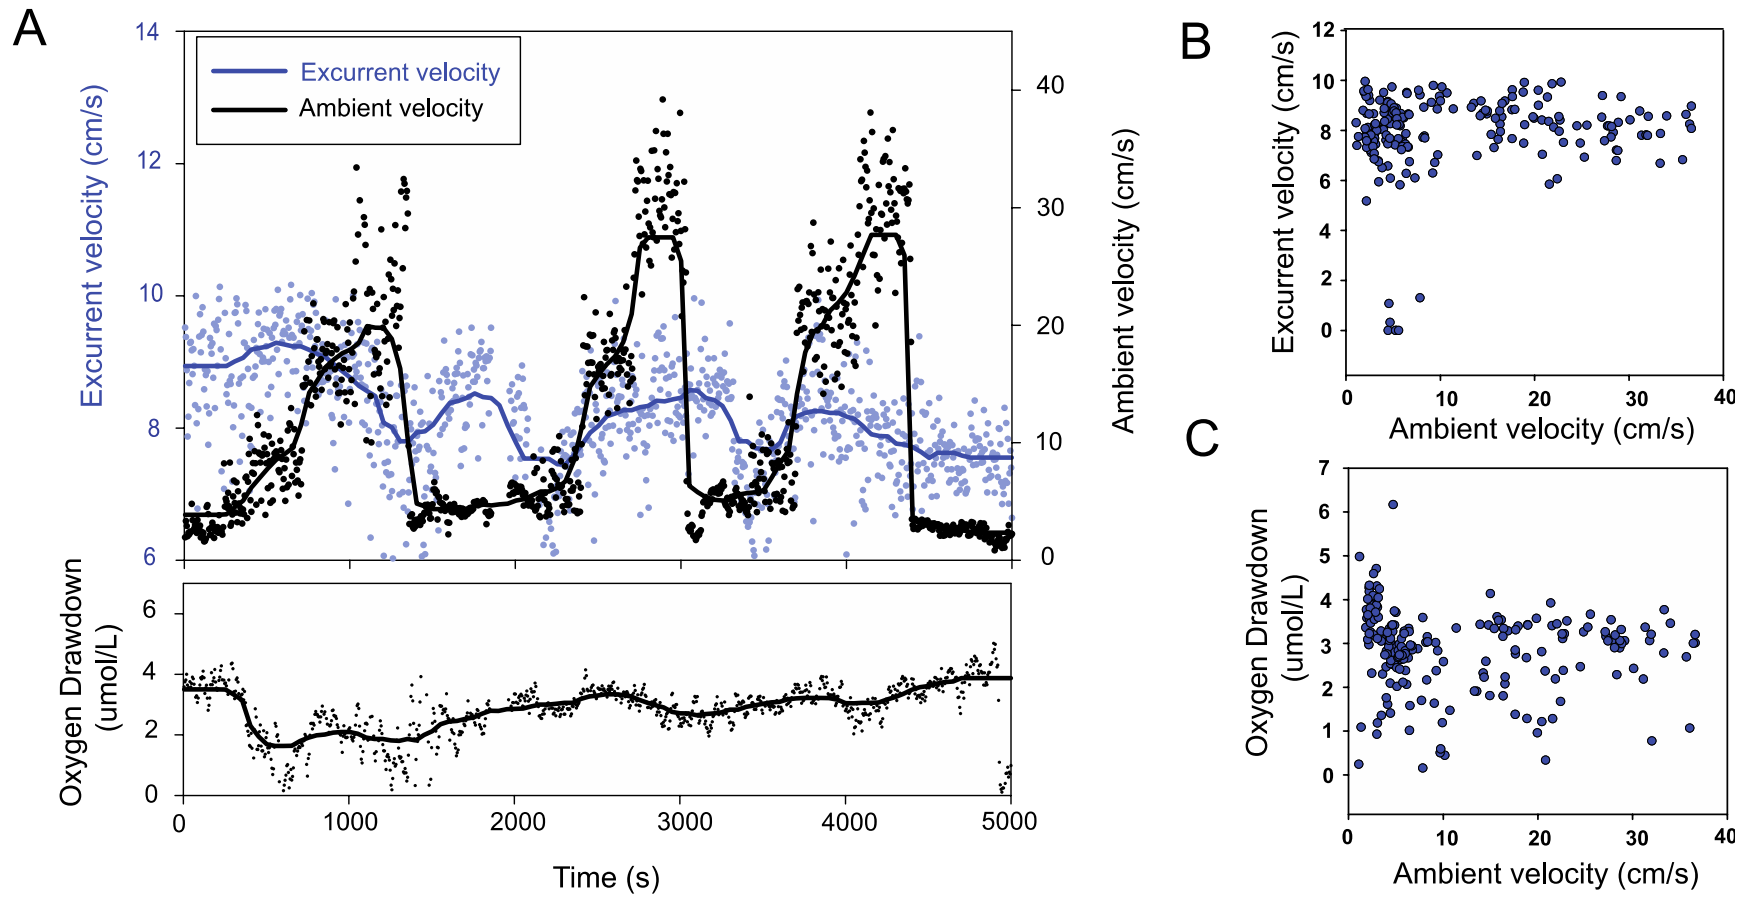 A
14
12
10
8
6
Excurrent velocity (cm/s)
Excurrent velocity
Ambient velocity
40
30
20
10
0
Ambient velocity (cm/s)
6
4
2
0
Oxygen Drawdown
(umol/L)
0 1000 2000 3000 4000 5000
Time (s)
B
12
10
8
6
4
2
0
Excurrent velocity (cm/s)
0 10 20 30 40
Ambient velocity (cm/s)
C
7
6
5
4
3
2
1
0
Oxygen Drawdown
(umol/L)
0 10 20 30 40
Ambient velocity (cm/s)